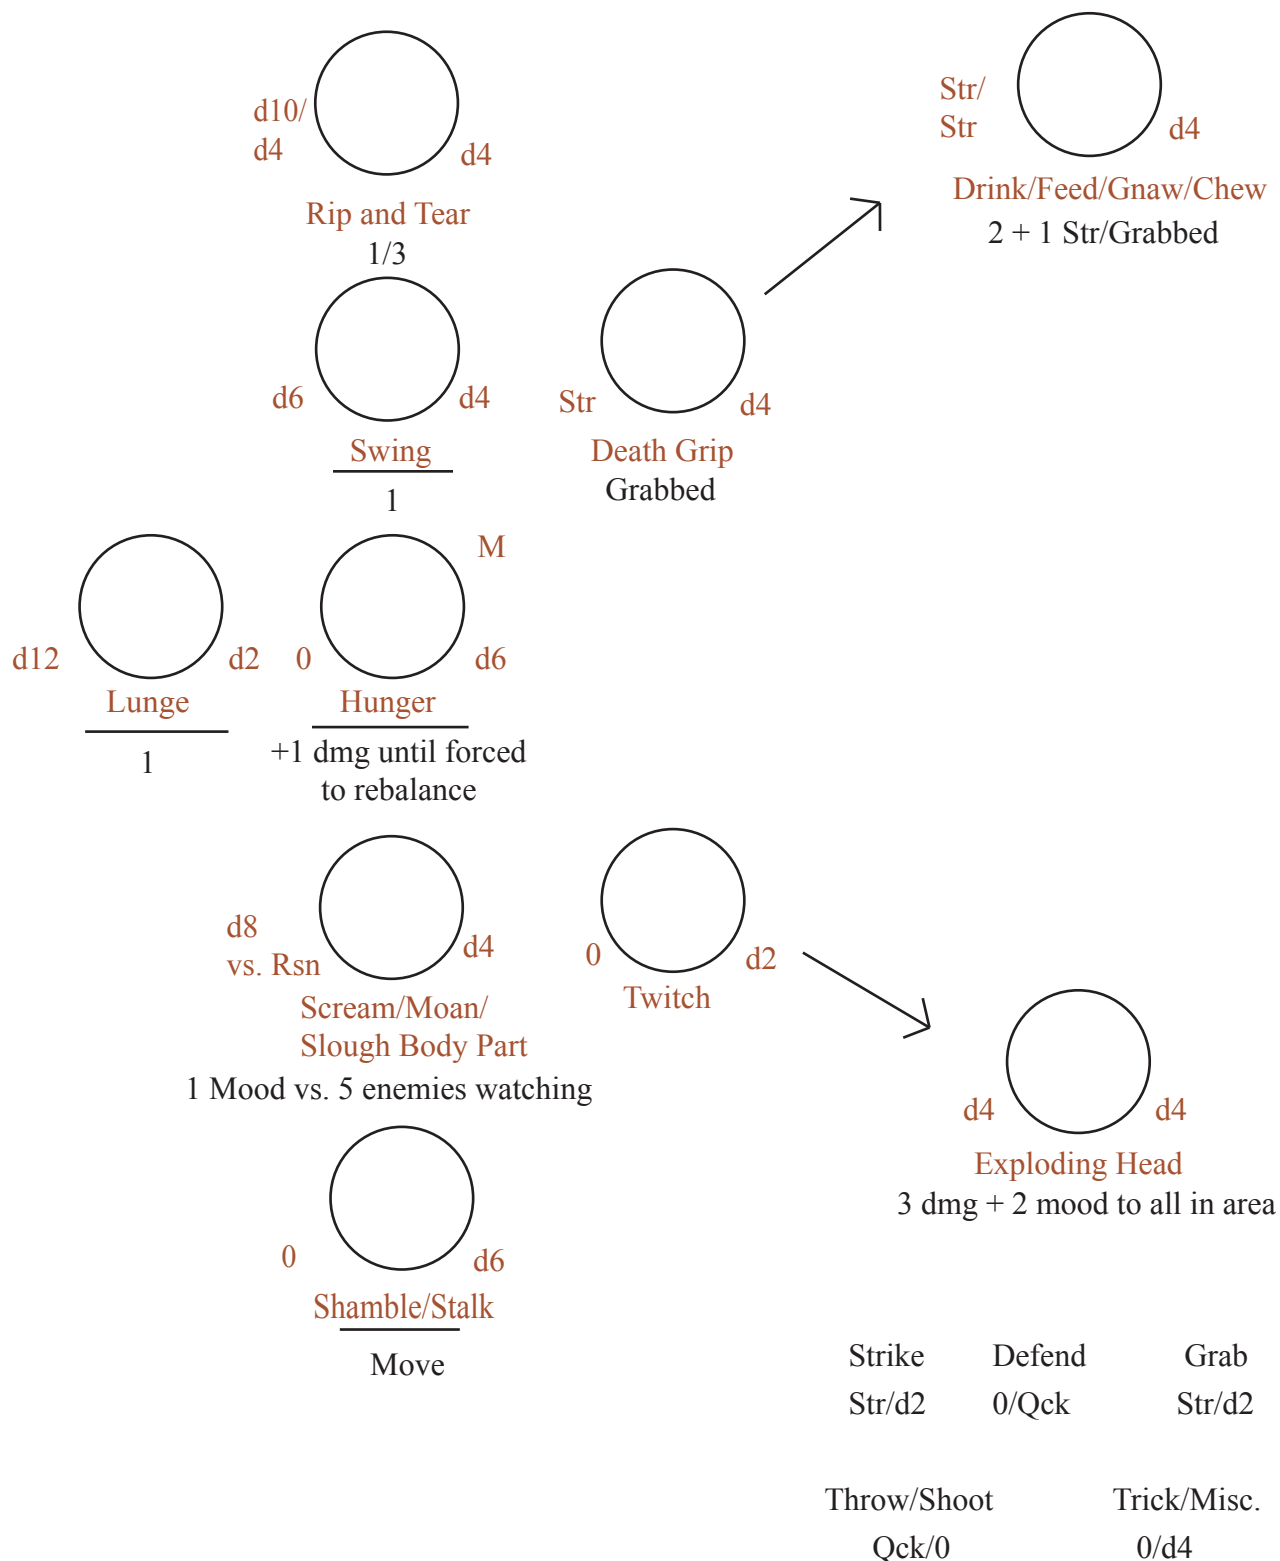 d10/
d4
d4
Rip and Tear
1/3
Str/
Str
d4
Drink/Feed/Gnaw/Chew
2 + 1 Str/Grabbed
d6
d4
Swing
1
Str
d4
Death Grip
Grabbed
d12
d2
Lunge
1
M
0
d6
Hunger
+1 dmg until forced
to rebalance
d8
vs. Rsn
d4
Scream/Moan/
Slough Body Part
1 Mood vs. 5 enemies watching
0
d2
Twitch
d4
d4
Exploding Head
3 dmg + 2 mood to all in area
0
d6
Shamble/Stalk
Move
Strike Defend Grab
Str/d2 0/Qck Str/d2
Throw/Shoot Trick/Misc.
Qck/0 0/d4